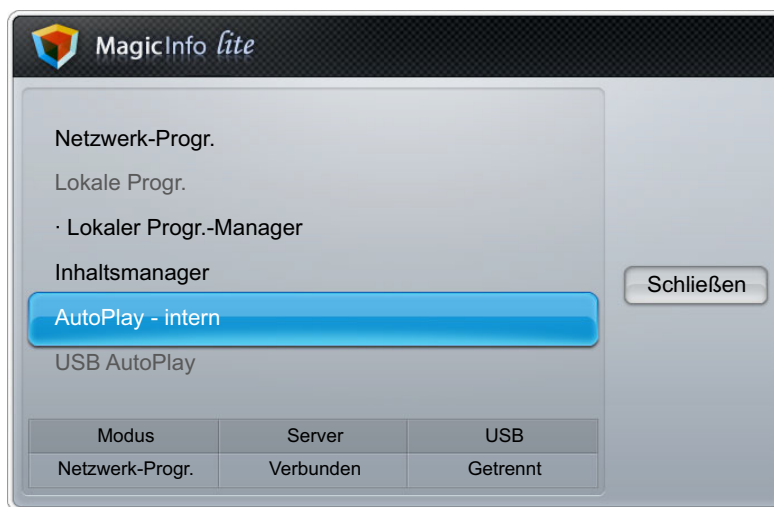 MagicInfo lite
Netzwerk-Progr.
Lokale Progr.
· Lokaler Progr.-Manager
Inhaltsmanager
AutoPlay - intern
USB AutoPlay
Schließen
Modus Server USB
Netzwerk-Progr. Verbunden Getrennt